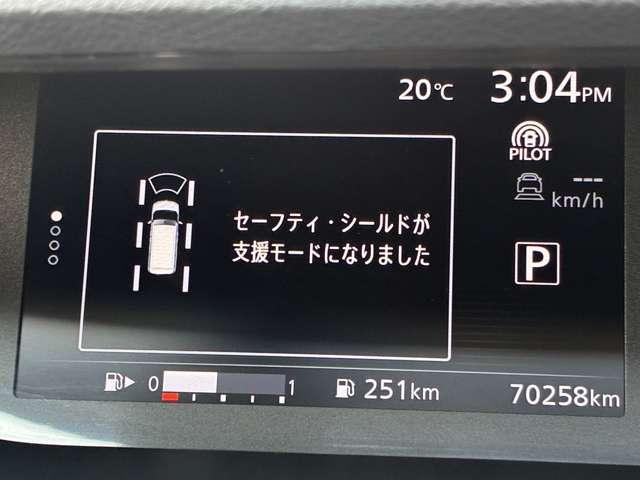 20℃ 3:04PM
PILOT
---
km/h
セーフティ・シールドが
支援モードになりました
P
0 1 251km 70258km